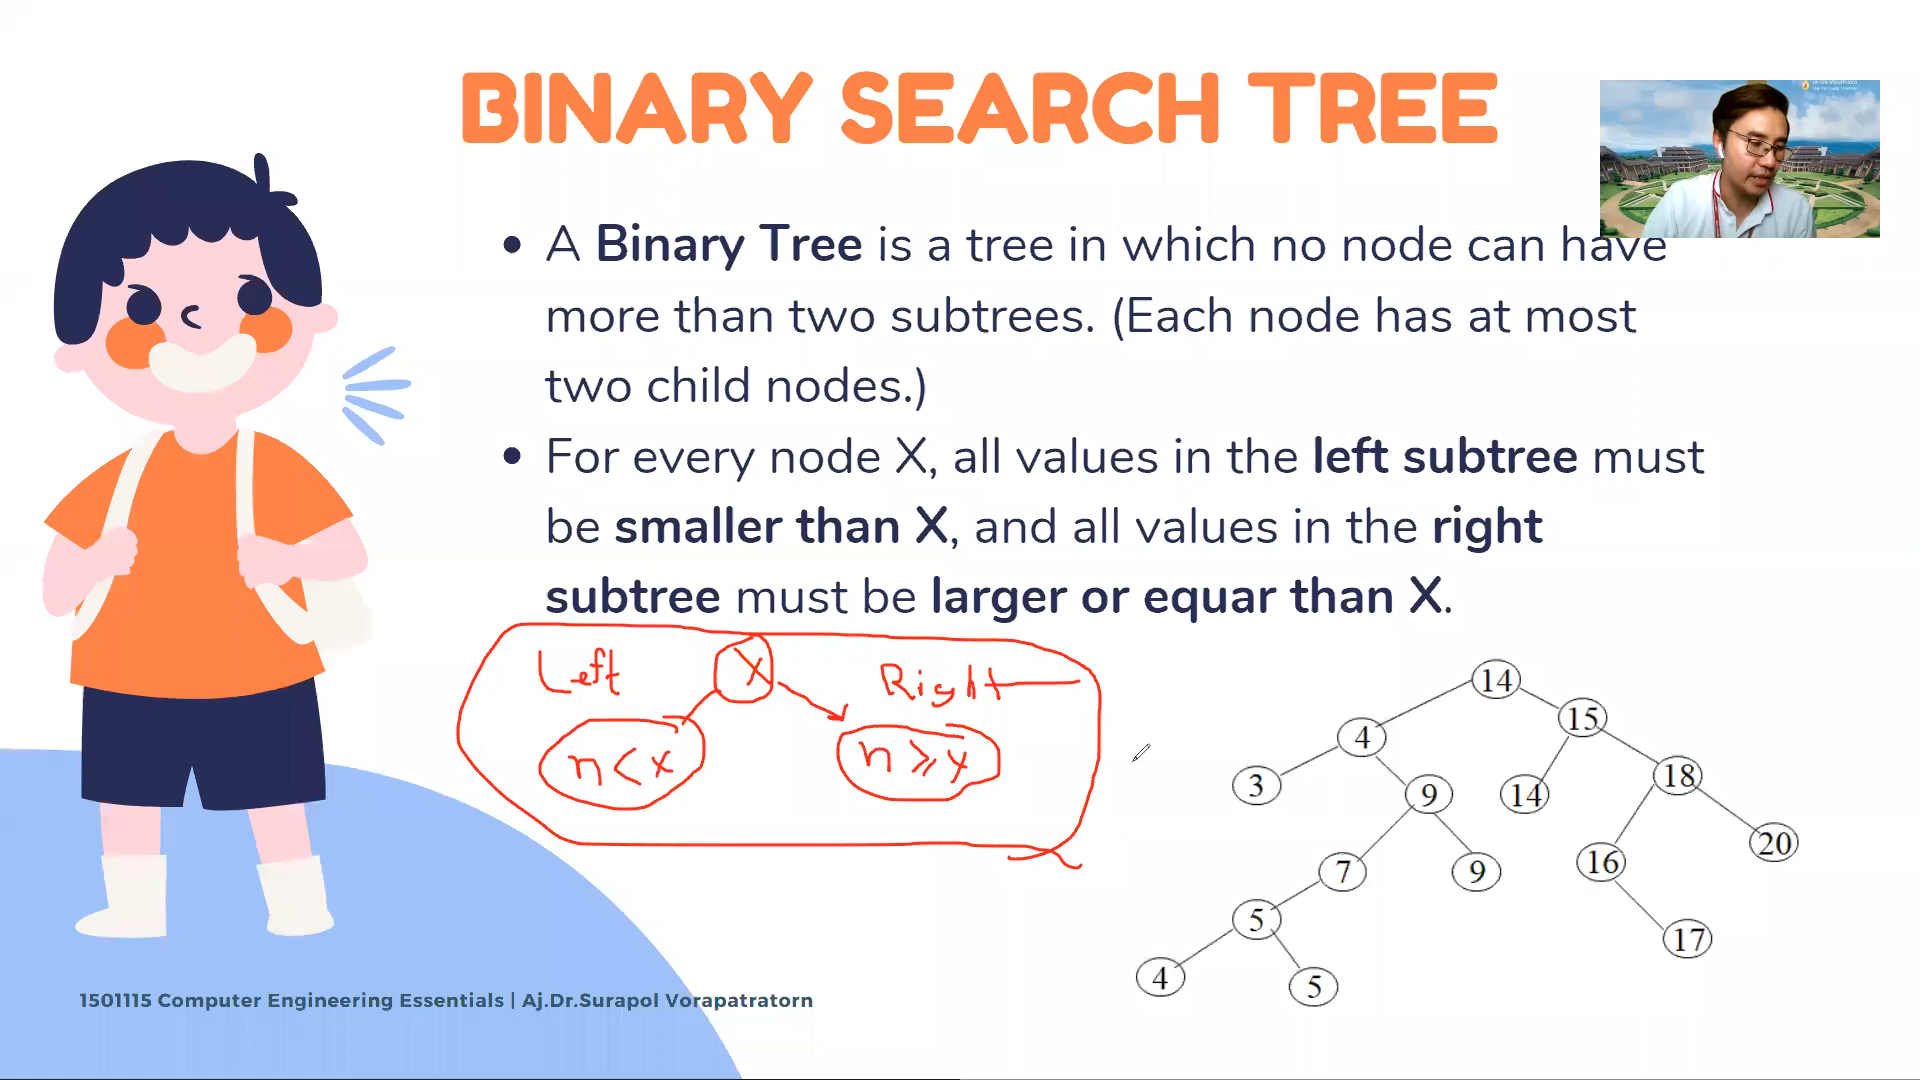 BINARY SEARCH TREE
• A Binary Tree is a tree in which no node can have
more than two subtrees. (Each node has at most
two child nodes.)
• For every node X, all values in the left subtree must
be smaller than X, and all values in the right
subtree must be larger or equar than X.
Left X Right
n < x n ≥ x
14
4 15
3 9 14 18
7 9 16 20
5 17
4 5
1501115 Computer Engineering Essentials | Aj.Dr.Surapol Vorapatratorn